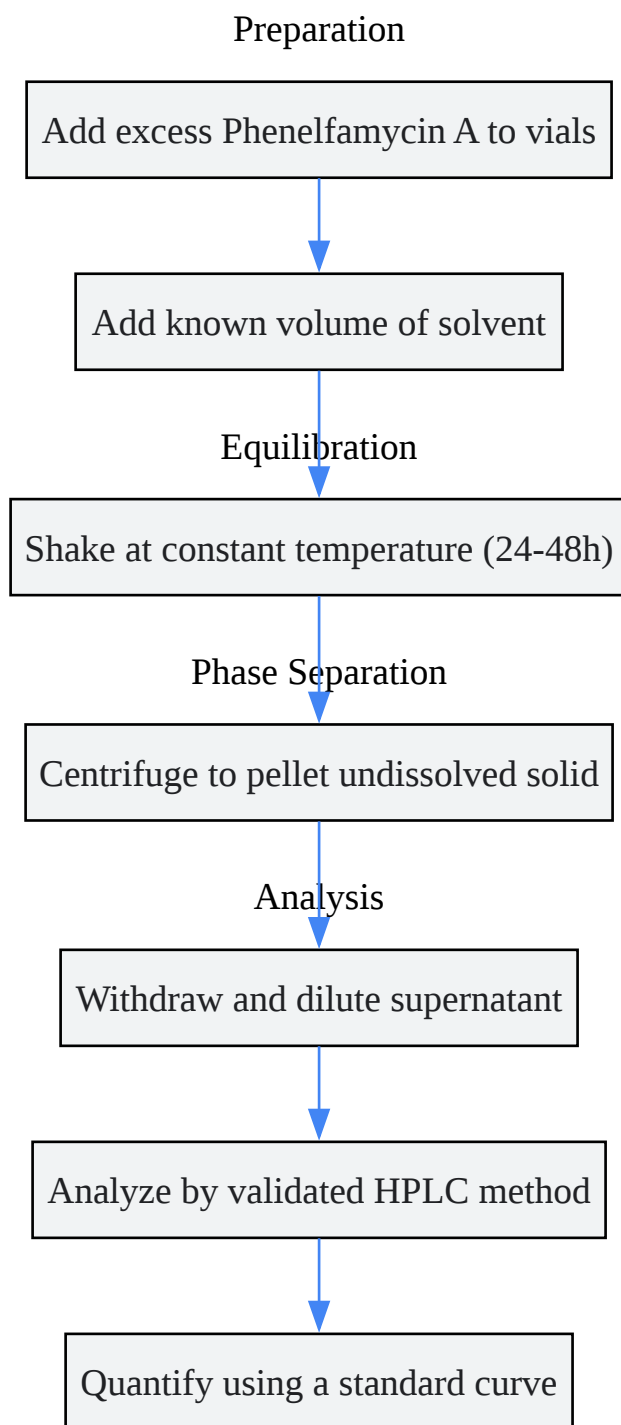 Preparation
Add excess Phenelfamycin A to vials
Add known volume of solvent
Equilibration
Shake at constant temperature (24-48h)
Phase Separation
Centrifuge to pellet undissolved solid
Analysis
Withdraw and dilute supernatant
Analyze by validated HPLC method
Quantify using a standard curve